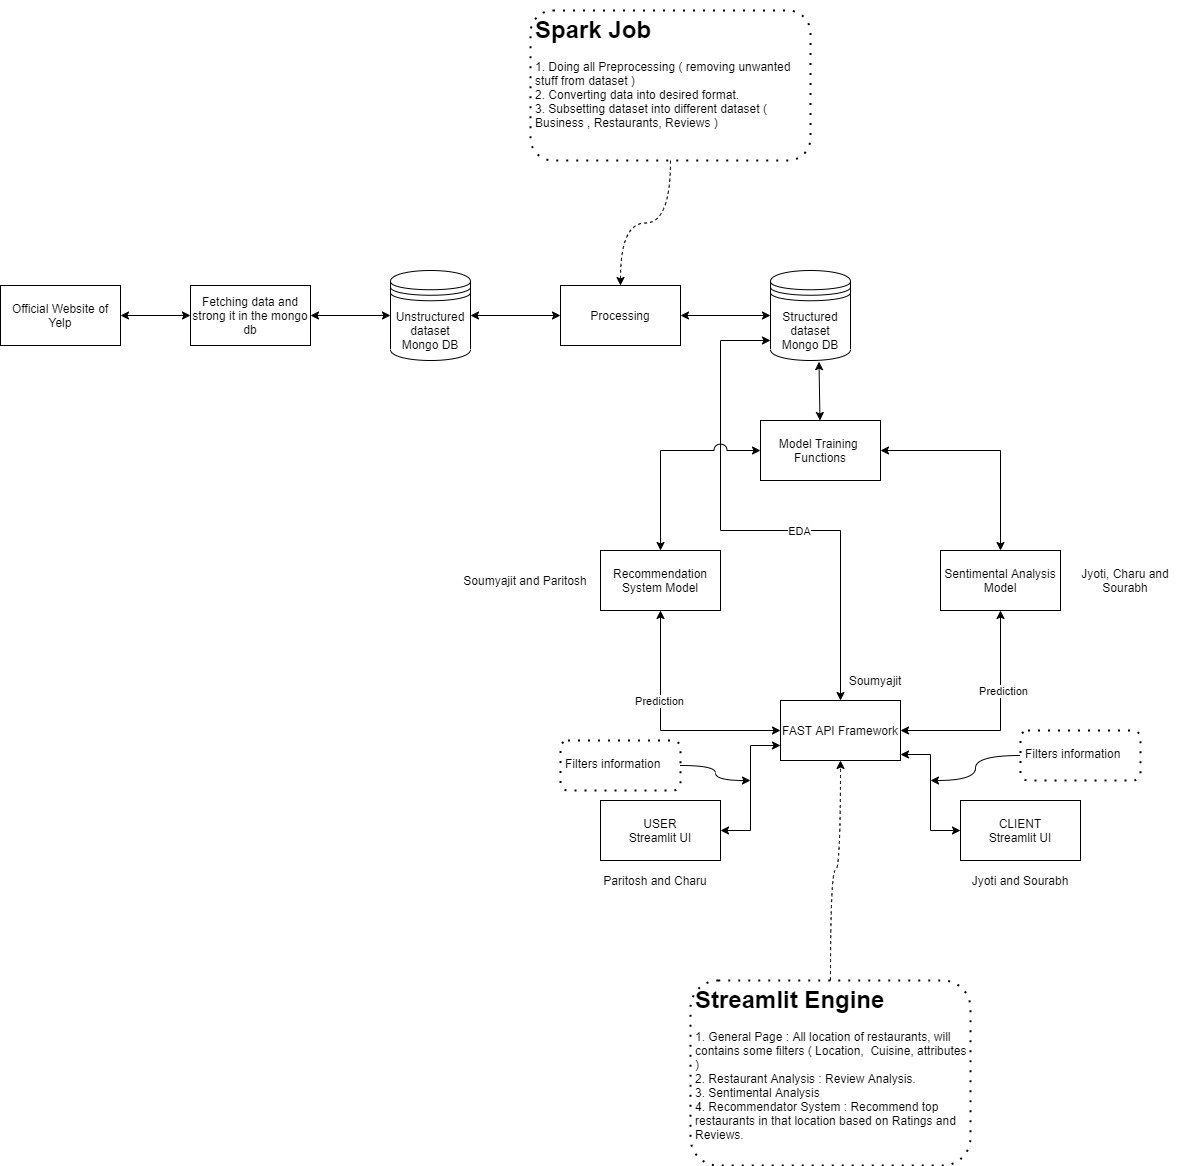 Spark Job
1. Doing all Preprocessing ( removing unwanted
stuff from dataset )
2. Converting data into desired format.
3. Subsetting dataset into different dataset (
Business , Restaurants, Reviews )
Official Website of
Yelp
Fetching data and
strong it in the mongo
db
Unstructured
dataset
Mongo DB
Processing
Structured
dataset
Mongo DB
Model Training
Functions
EDA
Soumyajit and Paritosh
Recommendation
System Model
Sentimental Analysis
Model
Jyoti, Charu and
Sourabh
Prediction
Soumyajit
Prediction
FAST API Framework
Filters information
Filters information
USER
Streamlit UI
CLIENT
Streamlit UI
Paritosh and Charu
Jyoti and Sourabh
Streamlit Engine
1. General Page : All location of restaurants, will
contains some filters ( Location,  Cuisine, attributes
)
2. Restaurant Analysis : Review Analysis.
3. Sentimental Analysis
4. Recommendator System : Recommend top
restaurants in that location based on Ratings and
Reviews.